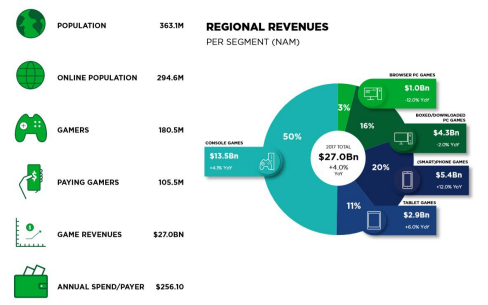 POPULATION 363.1M
ONLINE POPULATION 294.6M
GAMERS 180.5M
PAYING GAMERS 105.5M
GAME REVENUES $27.0BN
ANNUAL SPEND/PAYER $256.10
REGIONAL REVENUES
PER SEGMENT (NAM)
BROWSER PC GAMES
$1.0Bn
-12.0% YoY
3%
BOXED/DOWNLOADED
PC GAMES
$4.3Bn
-2.0% YoY
16%
50%
CONSOLE GAMES
$13.5Bn
+4.1% YoY
2017 TOTAL
$27.0Bn
+4.0%
YoY
(SMART)PHONE GAMES
$5.4Bn
+12.0% YoY
20%
TABLET GAMES
$2.9Bn
+6.0% YoY
11%
$
$